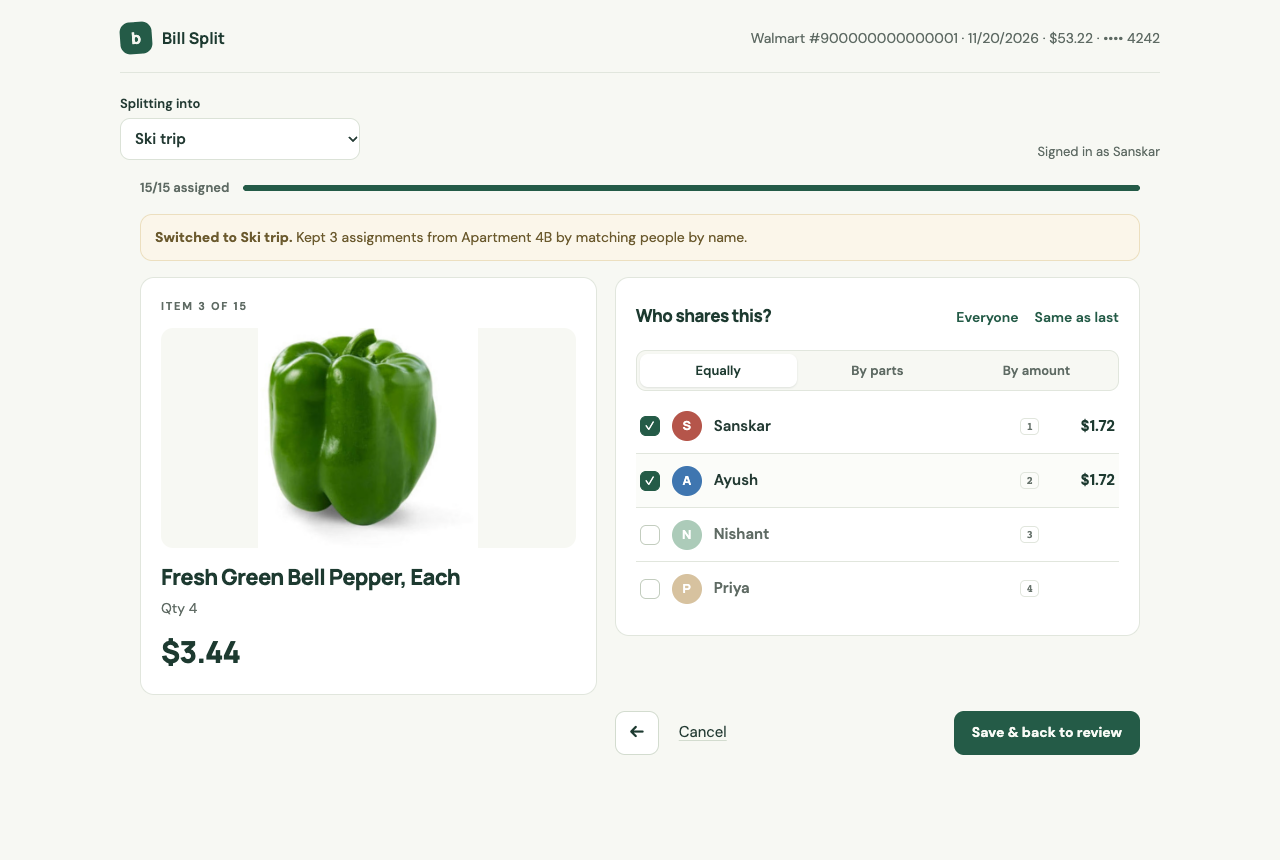 b Bill Split
Walmart #900000000000001 · 11/20/2026 · $53.22 · •••• 4242
Splitting into
Ski trip
Signed in as Sanskar
15/15 assigned
Switched to Ski trip. Kept 3 assignments from Apartment 4B by matching people by name.
ITEM 3 OF 15
Fresh Green Bell Pepper, Each
Qty 4
$3.44
Who shares this?
Everyone Same as last
Equally By parts By amount
S Sanskar 1 $1.72
A Ayush 2 $1.72
N Nishant 3
P Priya 4
Cancel
Save & back to review